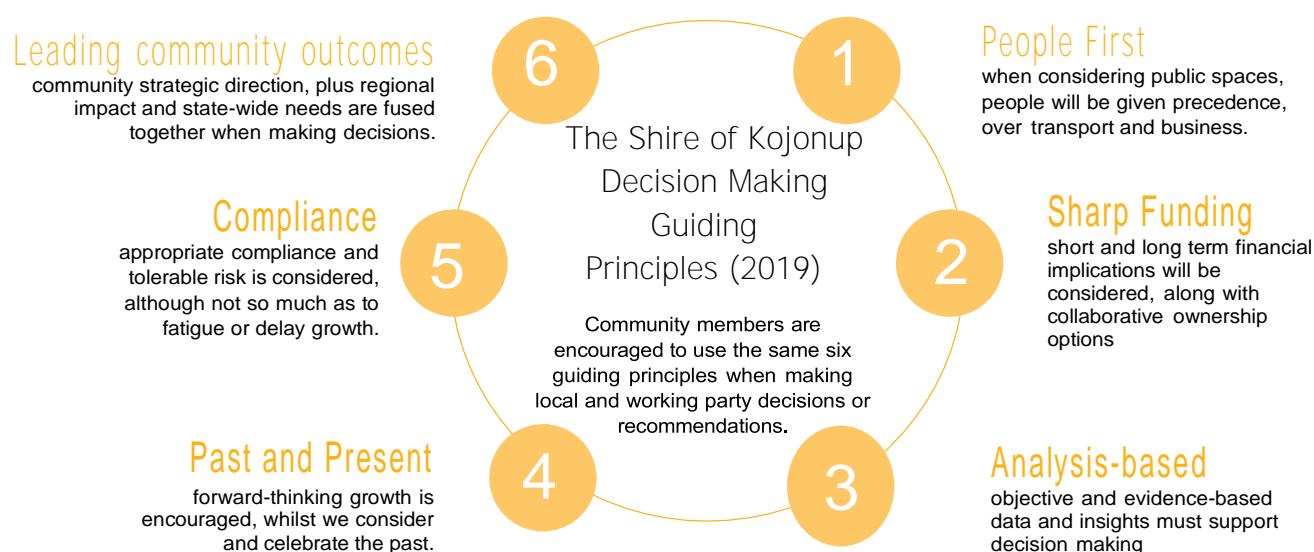 The Shire of Kojonup
Decision Making
Guiding
Principles (2019)
Community members are
encouraged to use the same six
guiding principles when making
local and working party decisions or
recommendations.
1
People First
when considering public spaces,
people will be given precedence,
over transport and business.
2
Sharp Funding
short and long term financial
implications will be
considered, along with
collaborative ownership
options
3
Analysis-based
objective and evidence-based
data and insights must support
decision making
4
Past and Present
forward-thinking growth is
encouraged, whilst we consider
and celebrate the past.
5
Compliance
appropriate compliance and
tolerable risk is considered,
although not so much as to
fatigue or delay growth.
6
Leading community outcomes
community strategic direction, plus regional
impact and state-wide needs are fused
together when making decisions.